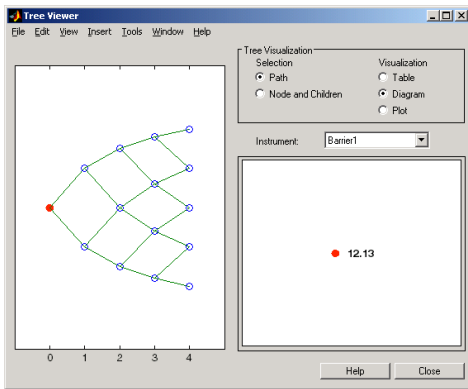 Tree Viewer
File Edit View Insert Tools Window Help
Tree Visualization
Selection
Visualization
Path
Table
Node and Children
Diagram
Plot
Instrument:
Barrier1
12.13
0 1 2 3 4
Help
Close